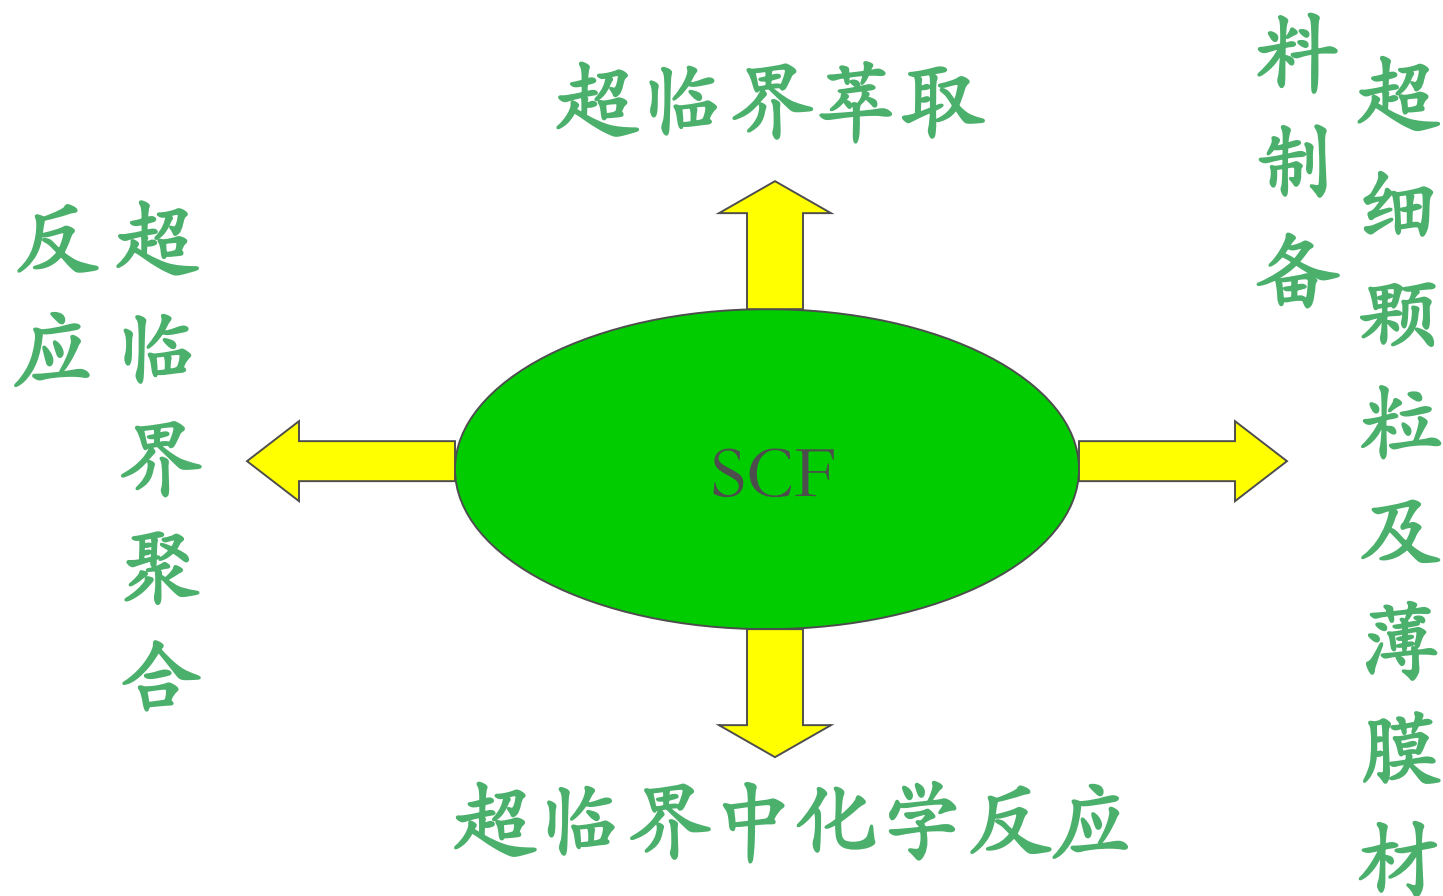 超临界萃取
超细颗粒及薄膜材
料制备
超临界聚合
反应
SCF
超临界中化学反应